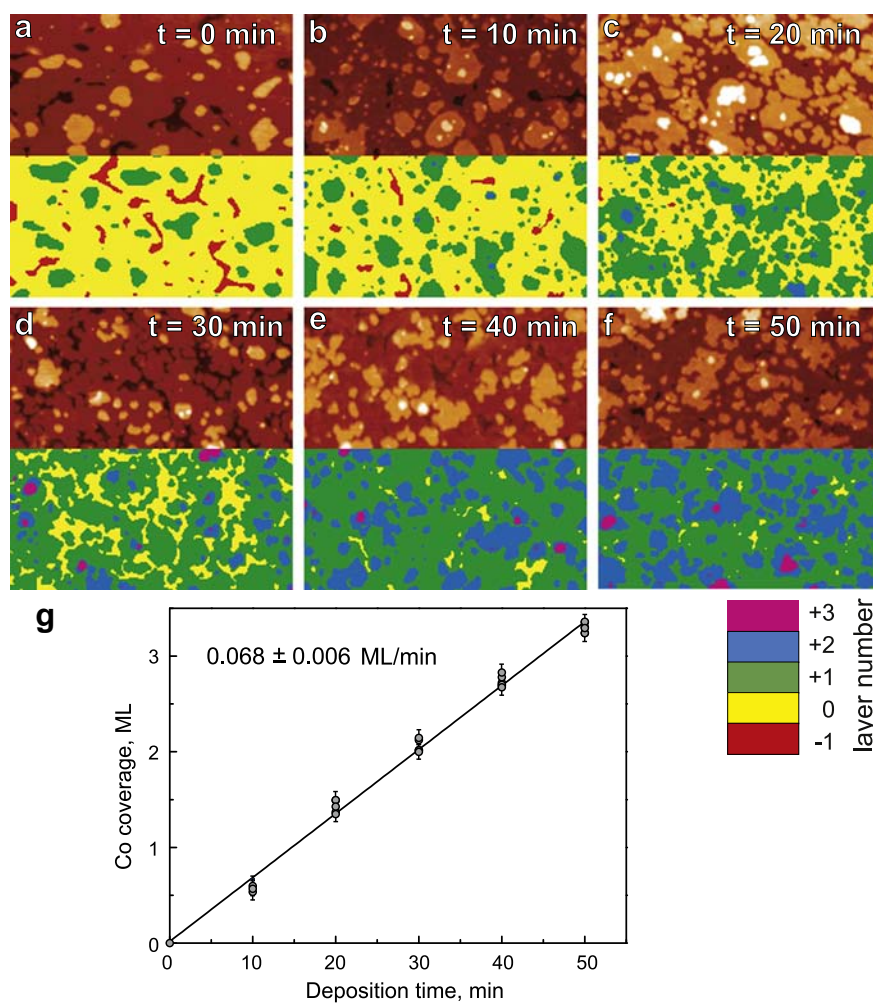 a t = 0 min
b t = 10 min
c t = 20 min
d t = 30 min
e t = 40 min
f t = 50 min
g
0.068 ± 0.006 ML/min
3
2
1
0
0 10 20 30 40 50
Co coverage, ML
Deposition time, min
+3
+2
+1
0
-1
layer number